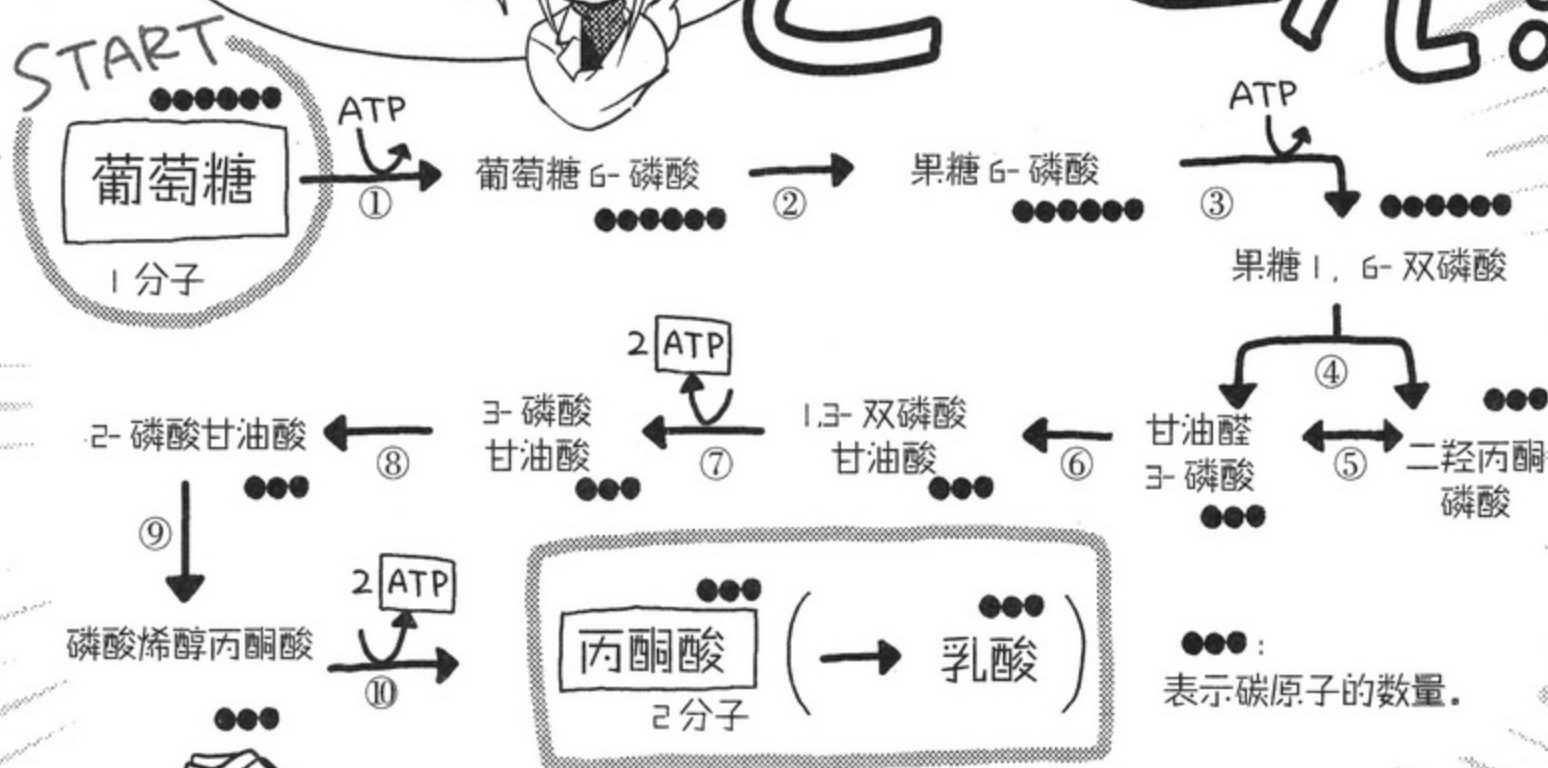 START
葡萄糖
1分子
ATP
①
葡萄糖6-磷酸
②
果糖6-磷酸
ATP
③
果糖1，6-双磷酸
④
二羟丙酮
磷酸
⑤
甘油醛
3-磷酸
⑥
1,3-双磷酸
甘油酸
2 ATP
⑦
3-磷酸
甘油酸
⑧
2-磷酸甘油酸
⑨
磷酸烯醇丙酮酸
2 ATP
⑩
丙酮酸
2分子
( → 乳酸 )
●●●：
表示碳原子的数量。